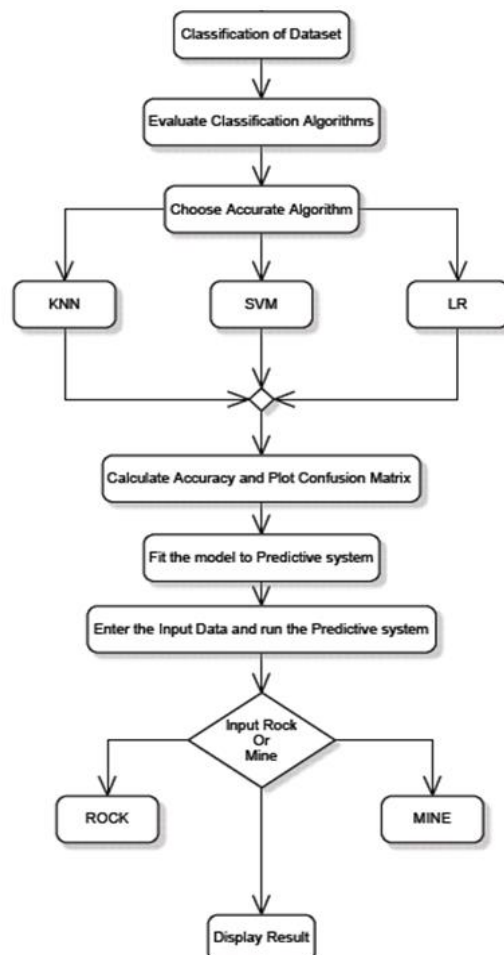 Classification of Dataset
Evaluate Classification Algorithms
Choose Accurate Algorithm
KNN
SVM
LR
Calculate Accuracy and Plot Confusion Matrix
Fit the model to Predictive system
Enter the Input Data and run the Predictive system
Input Rock
Or
Mine
ROCK
MINE
Display Result